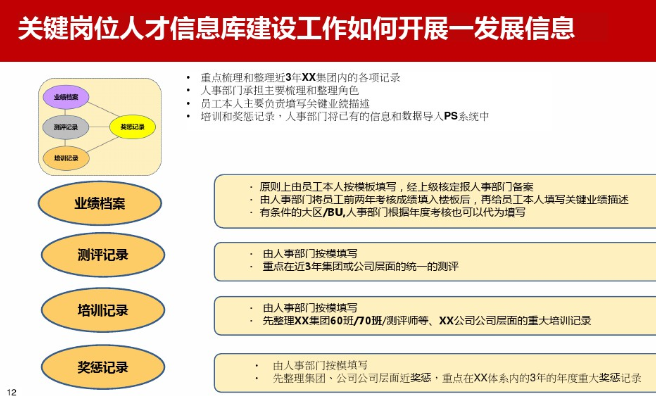 关键岗位人才信息库建设工作如何开展—发展信息
业绩档案
测评记录
奖惩记录
培训记录
• 重点梳理和整理近3年XX集团内的各项记录
• 人事部门承担主要梳理和整理角色
• 员工本人主要负责填写关键业绩描述
• 培训和奖惩记录，人事部门将已有的信息和数据导入PS系统中
业绩档案
· 原则上由员工本人按模板填写，经上级核定报人事部门备案
· 由人事部门将员工前两年考核成绩填入模板后，再给员工本人填写关键业绩描述
· 有条件的大区/BU,人事部门根据年度考核也可以代为填写
测评记录
· 由人事部门按模填写
· 重点在近3年集团或公司层面的统一的测评
培训记录
· 由人事部门按模填写
· 先整理XX集团60班/70班/测评师等、XX公司公司层面的重大培训记录
奖惩记录
· 由人事部门按模填写
· 先整理集团、公司公司层面近奖惩，重点在XX体系内的3年的年度重大奖惩记录
12